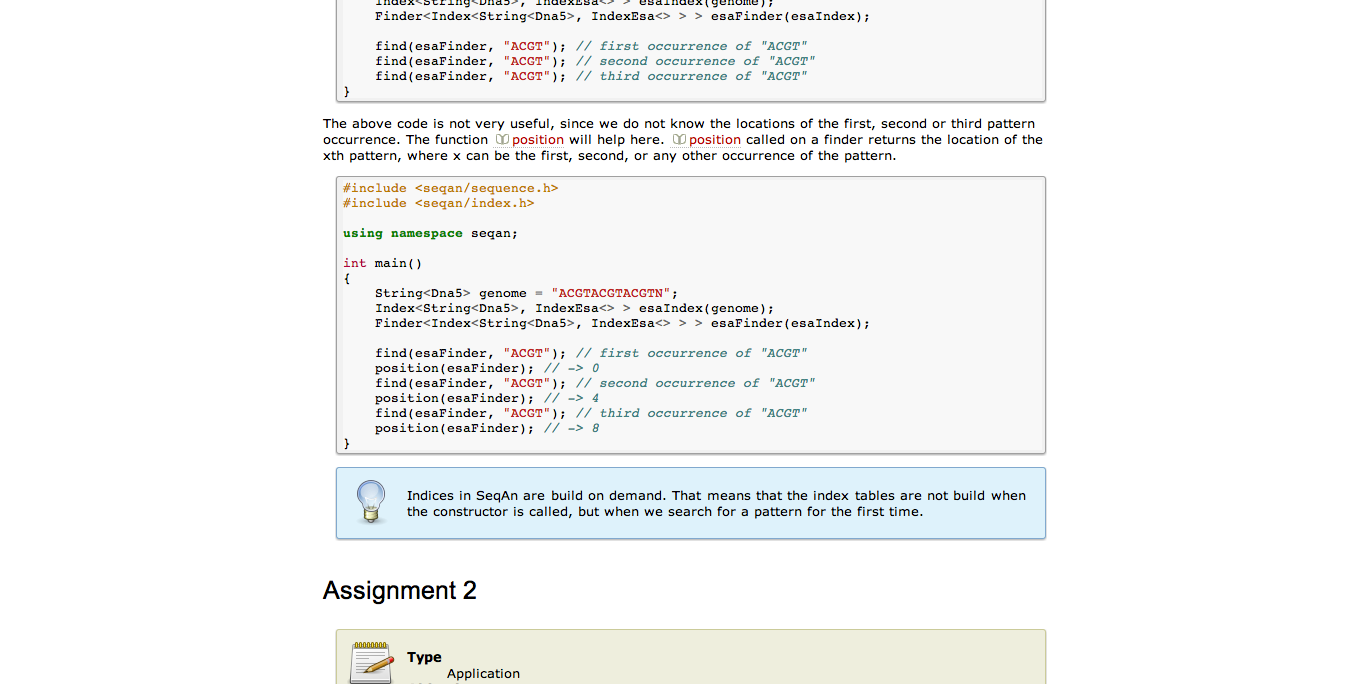 Index<String<Dna5>, IndexEsa<> > esaIndex(genome);
Finder<Index<String<Dna5>, IndexEsa<> > > esaFinder(esaIndex);
find(esaFinder, "ACGT"); // first occurrence of "ACGT"
find(esaFinder, "ACGT"); // second occurrence of "ACGT"
find(esaFinder, "ACGT"); // third occurrence of "ACGT"
}
The above code is not very useful, since we do not know the locations of the first, second or third pattern
occurrence. The function position will help here. position called on a finder returns the location of the
xth pattern, where x can be the first, second, or any other occurrence of the pattern.
#include <seqan/sequence.h>
#include <seqan/index.h>
using namespace seqan;
int main()
{
String<Dna5> genome = "ACGTACGTACGTN";
Index<String<Dna5>, IndexEsa<> > esaIndex(genome);
Finder<Index<String<Dna5>, IndexEsa<> > > esaFinder(esaIndex);
find(esaFinder, "ACGT"); // first occurrence of "ACGT"
position(esaFinder); // -> 0
find(esaFinder, "ACGT"); // second occurrence of "ACGT"
position(esaFinder); // -> 4
find(esaFinder, "ACGT"); // third occurrence of "ACGT"
position(esaFinder); // -> 8
}
Indices in SeqAn are build on demand. That means that the index tables are not build when
the constructor is called, but when we search for a pattern for the first time.
Assignment 2
Type
Application